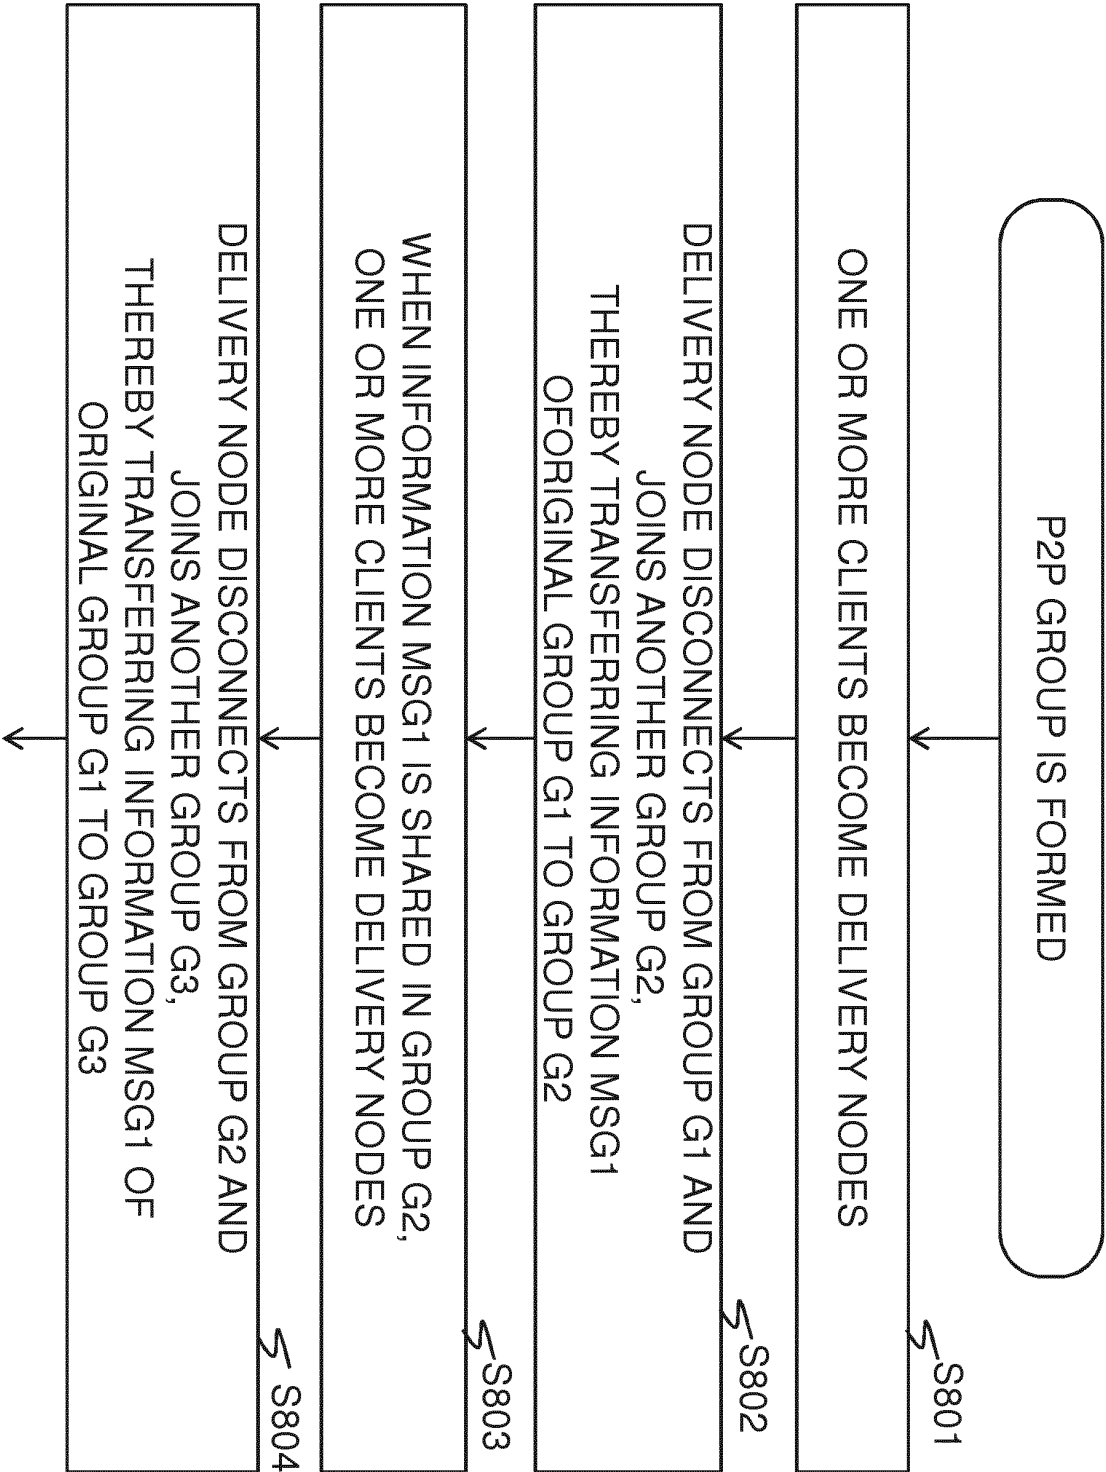 P2P GROUP IS FORMED
S801
ONE OR MORE CLIENTS BECOME DELIVERY NODES
S802
DELIVERY NODE DISCONNECTS FROM GROUP G1 AND
JOINS ANOTHER GROUP G2,
THEREBY TRANSFERRING INFORMATION MSG1
OFORIGINAL GROUP G1 TO GROUP G2
S803
WHEN INFORMATION MSG1 IS SHARED IN GROUP G2,
ONE OR MORE CLIENTS BECOME DELIVERY NODES
S804
DELIVERY NODE DISCONNECTS FROM GROUP G2 AND
JOINS ANOTHER GROUP G3,
THEREBY TRANSFERRING INFORMATION MSG1 OF
ORIGINAL GROUP G1 TO GROUP G3